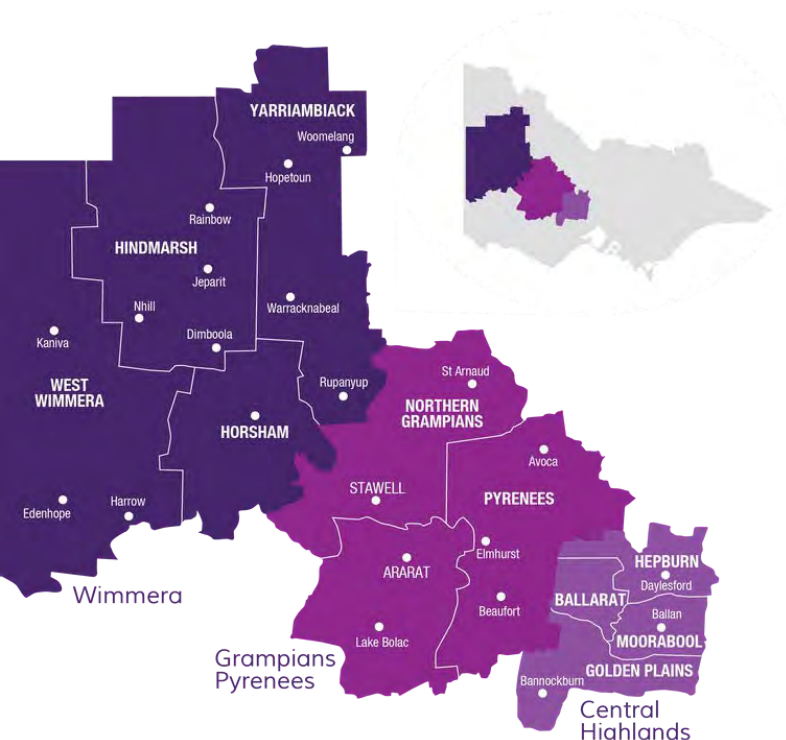 YARRIAMBIACK
Woomelang
Hopetoun
Rainbow
HINDMARSH
Jeparit
Nhill
Warracknabeal
Kaniva
Dimboola
WEST
WIMMERA
Rupanyup
HORSHAM
St Arnaud
NORTHERN
GRAMPIANS
Avoca
STAWELL
PYRENEES
Edenhope
Harrow
Elmhurst
ARARAT
HEPBURN
Daylesford
Wimmera
BALLARAT
Beaufort
Ballan
MOORABOOL
Lake Bolac
Grampians
Pyrenees
GOLDEN PLAINS
Bannockburn
Central
Highlands